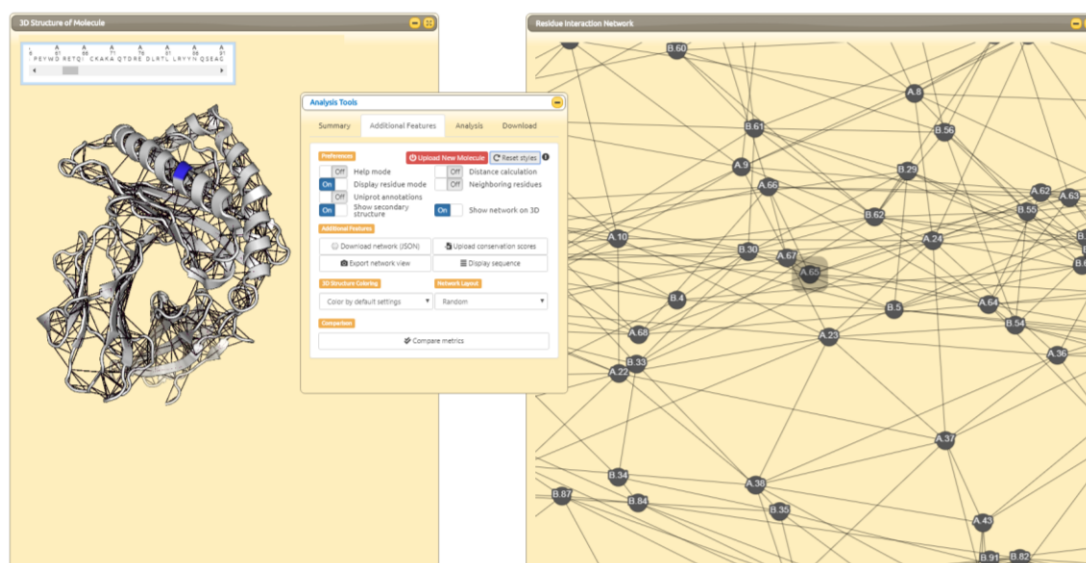 3D Structure of Molecule
PEYWD RETQI CKAKA QTDRE DLRTL LRYYN QSEAG
Analysis Tools
Summary Additional Features Analysis Download
Preferences Upload New Molecule Reset styles
Off Help mode Off Distance calculation
On Display residue mode Off Neighboring residues
Off Uniprot annotations
On Show secondary structure On Show network on 3D
Additional Features
Download network (JSON) Upload conservation scores
Export network view Display sequence
3D Structure Coloring Network Layout
Color by default settings Random
Comparison
Compare metrics
Residue Interaction Network
B.60
A.8
B.61
B.56
A.9
B.29
A.66
A.62
A.63
B.62
B.55
A.10
A.24
B.30
A.67
A.65
B.4
B.5
A.64
B.54
A.68
A.23
B.33
A.36
A.22
A.37
B.34
A.38
B.87
B.84
B.35
A.43
B.91
B.82